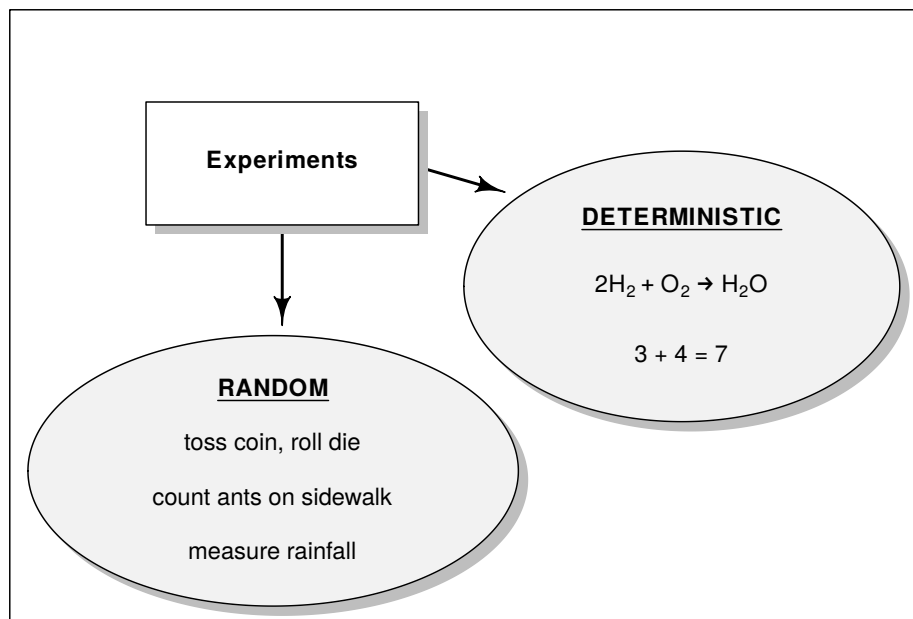 Experiments
DETERMINISTIC
2H₂ + O₂ → H₂O
3 + 4 = 7
RANDOM
toss coin, roll die
count ants on sidewalk
measure rainfall